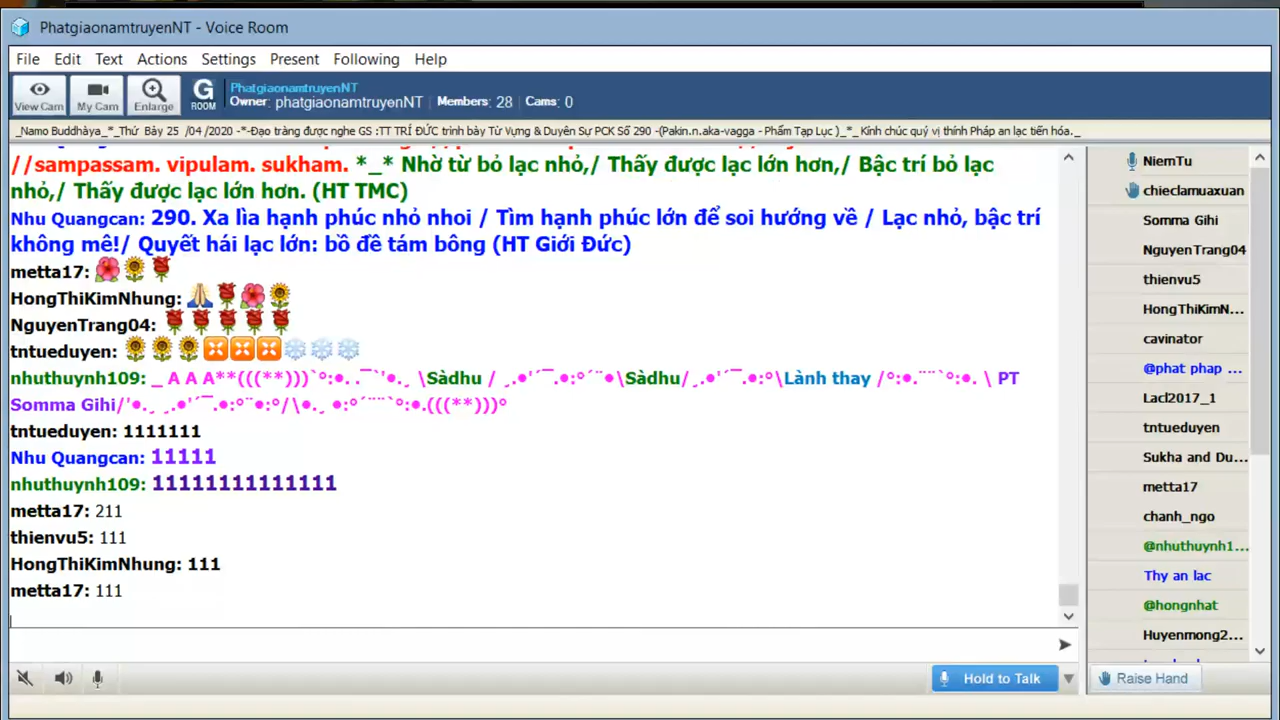 PhatgiaonamtruyenNT - Voice Room
File Edit Text Actions Settings Present Following Help
View Cam My Cam Enlarge G ROOM
PhatgiaonamtruyenNT
Owner: phatgiaonamtruyenNT Members: 28 Cams: 0
_Namo Buddhàya_*_Thứ Bảy 25 /04 /2020 -*-Đạo tràng được nghe GS :TT TRÍ ĐỨC trình bày Từ Vựng & Duyên Sự PCK Số 290 -(Pakin.n.aka-vagga - Phẩm Tạp Lục )_*_ Kính chúc quý vị thính Pháp an lạc tiến hóa._
//sampassam. vipulam. sukham. *_* Nhờ từ bỏ lạc nhỏ,/ Thấy được lạc lớn hơn,/ Bậc trí bỏ lạc
nhỏ,/ Thấy được lạc lớn hơn. (HT TMC)
Nhu Quangcan: 290. Xa lìa hạnh phúc nhỏ nhoi / Tìm hạnh phúc lớn để soi hướng về / Lạc nhỏ, bậc trí
không mê!/ Quyết hái lạc lớn: bồ đề tám bông (HT Giới Đức)
metta17:
HongThiKimNhung:
NguyenTrang04:
tntueduyen:
nhuthuynh109: _ A A A**(((**)))`°:•. .¯`'•.¸ \Sàdhu / ¸.•'´¯.•:°´¨•\Sàdhu/¸.•'´¯.•:°\Lành thay /°:•.¨¨`°:•. \ PT
Somma Gihi/'•.¸ ¸.•'´¯.•:°¨•:°/\•.¸ •:°´¨¨`°:•.(((**)))°
tntueduyen: 1111111
Nhu Quangcan: 11111
nhuthuynh109: 11111111111111
metta17: 211
thienvu5: 111
HongThiKimNhung: 111
metta17: 111
Hold to Talk
NiemTu
chieclamuaxuan
Somma Gihi
NguyenTrang04
thienvu5
HongThiKimN...
cavinator
@phat phap ...
Lacl2017_1
tntueduyen
Sukha and Du...
metta17
chanh_ngo
@nhuthuynh1...
Thy an lac
@hongnhat
Huyenmong2...
Raise Hand